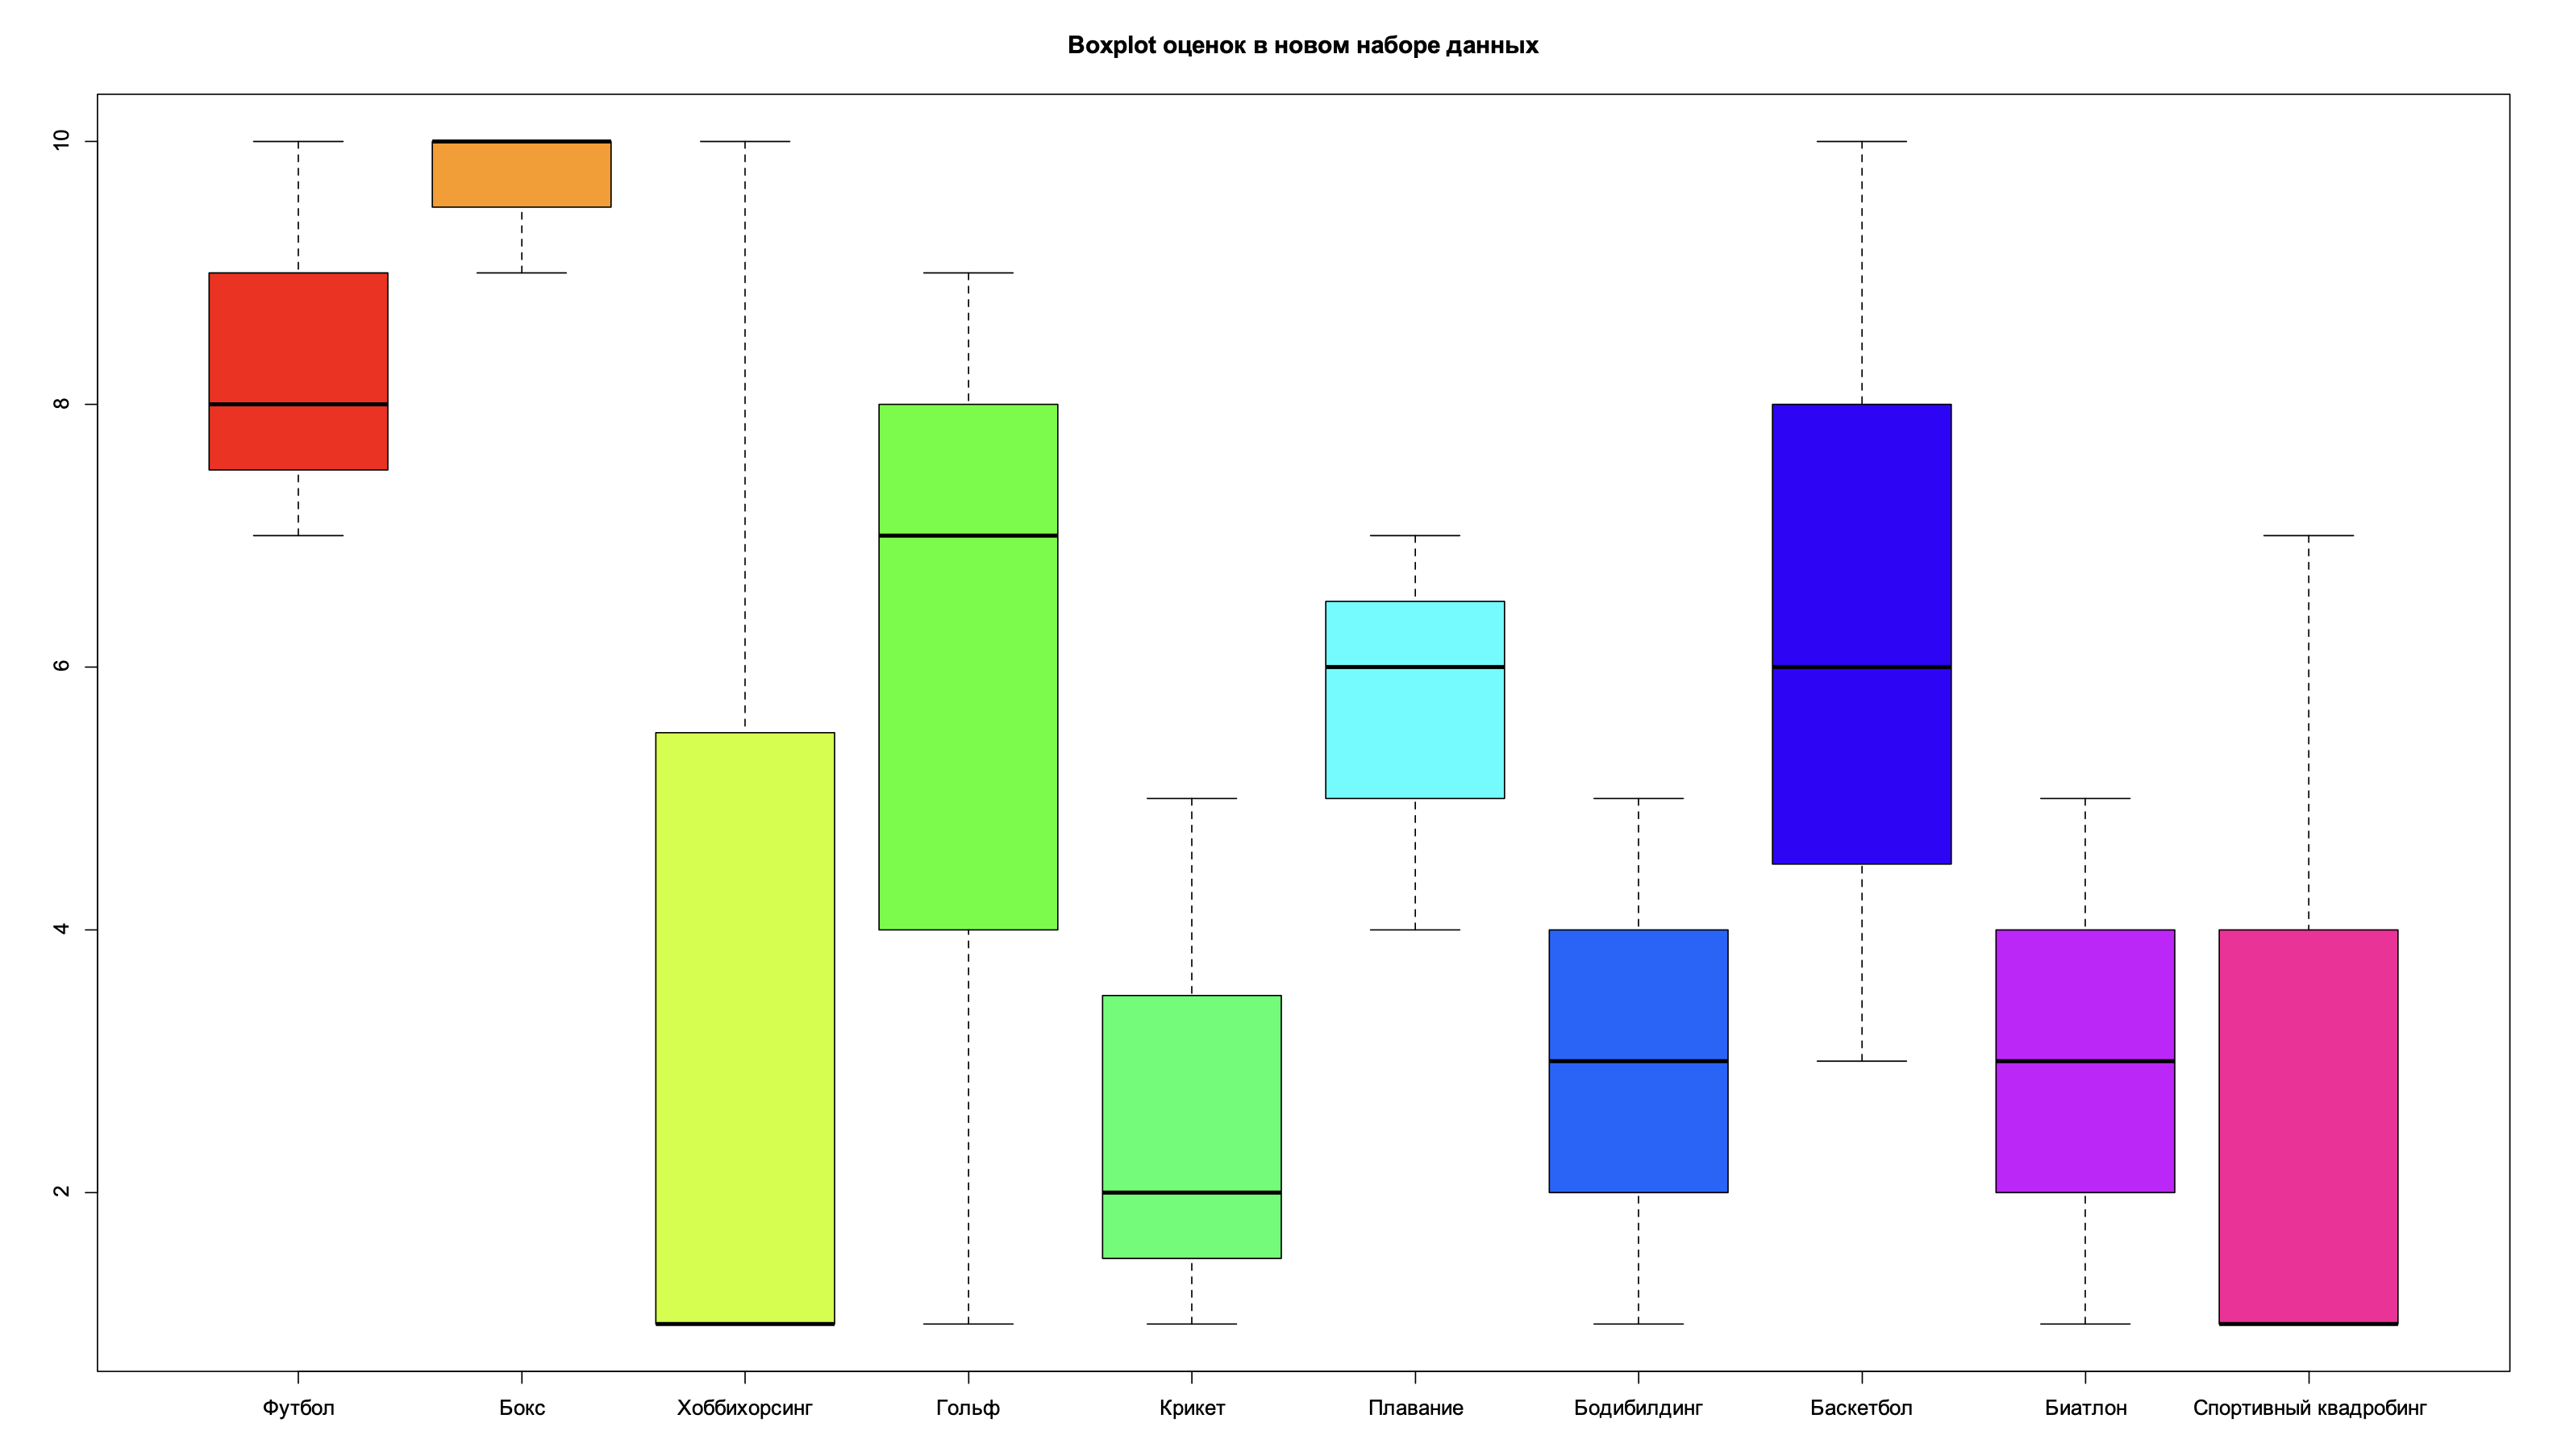 Boxplot оценок в новом наборе данных
10
8
6
4
2
Футбол Бокс Хоббихорсинг Гольф Крикет Плавание Бодибилдинг Баскетбол Биатлон Спортивный квадробинг